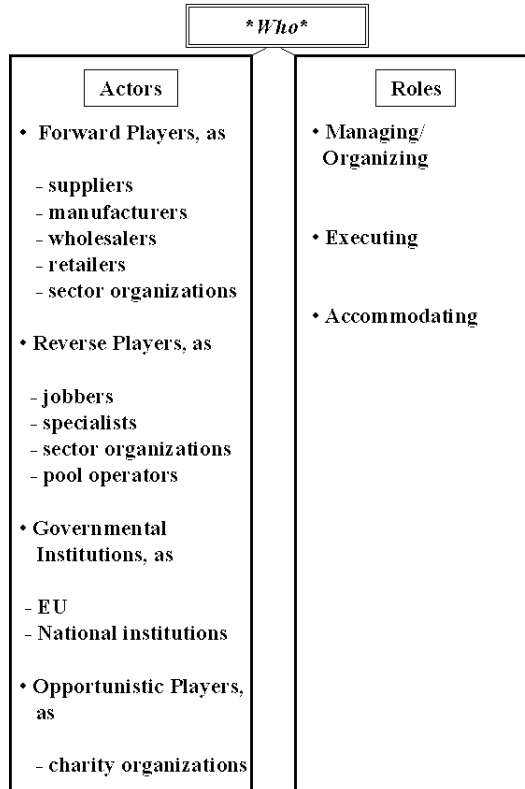 *Who*
Actors
• Forward Players, as
- suppliers
- manufacturers
- wholesalers
- retailers
- sector organizations
• Reverse Players, as
- jobbers
- specialists
- sector organizations
- pool operators
• Governmental
Institutions, as
- EU
- National institutions
• Opportunistic Players,
as
- charity organizations
Roles
• Managing/
Organizing
• Executing
• Accommodating